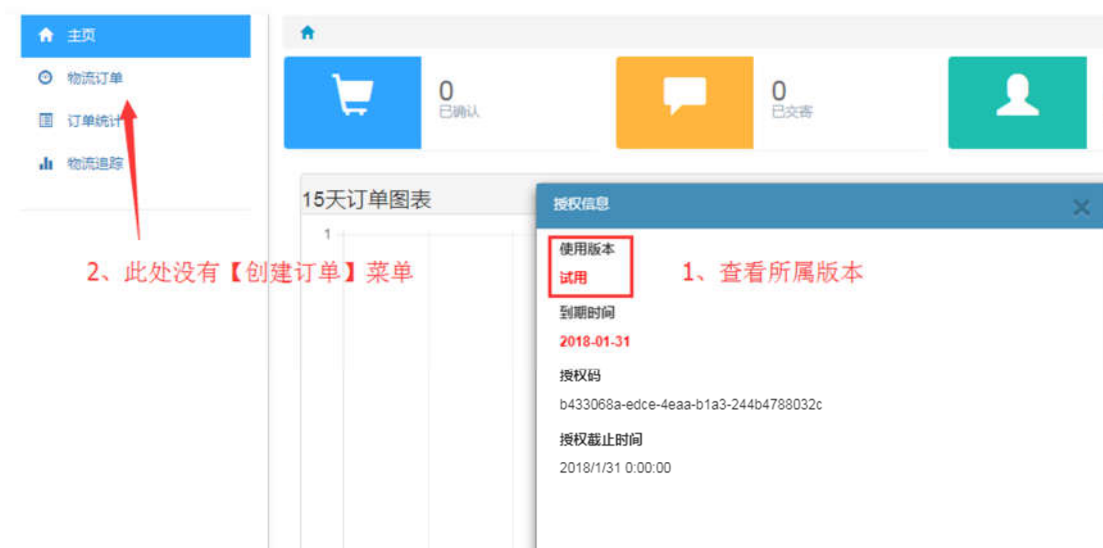 主页
物流订单
订单统计
物流追踪
0
已确认
0
已交寄
15天订单图表
1
2、此处没有【创建订单】菜单
授权信息
使用版本
试用
1、查看所属版本
到期时间
2018-01-31
授权码
b433068a-edce-4eaa-b1a3-244b4788032c
授权截止时间
2018/1/31 0:00:00